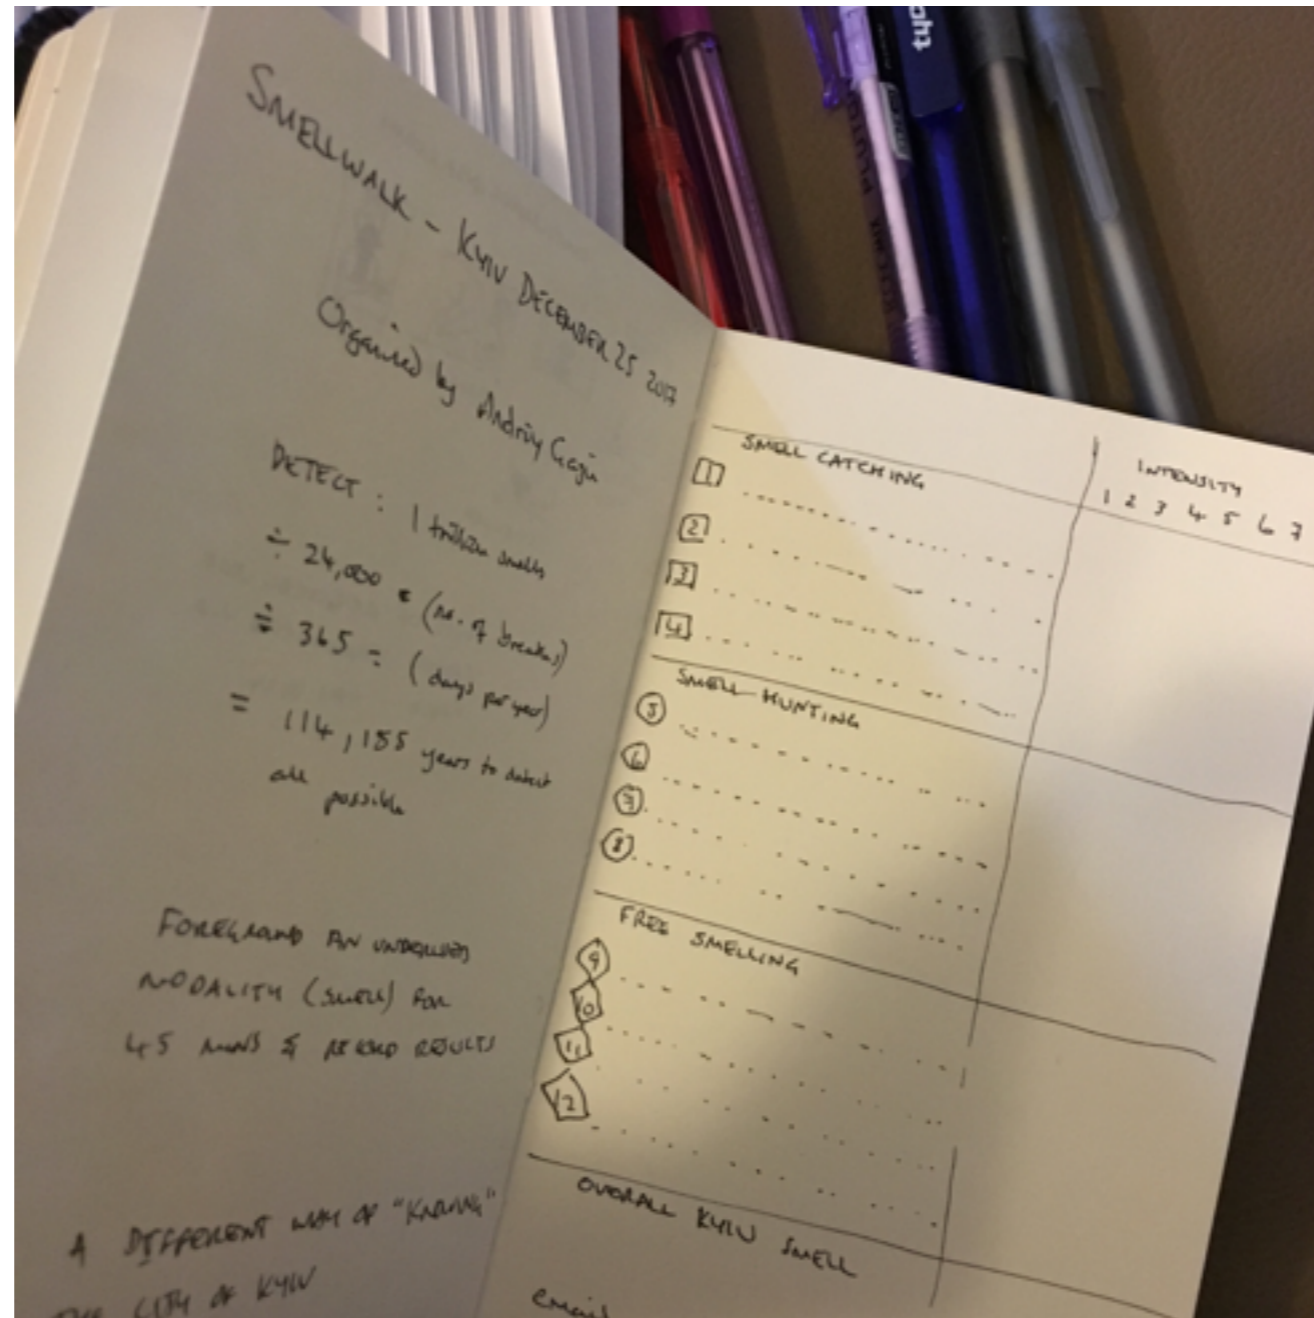 SMELLWALK - KYIV DECEMBER 25 2017
Organised by Andriy
DETECT : 1 trillion smells
÷ 24,000 (no. of breaths)
÷ 365 = (days per year)
= 114,155 years to detect
all possible
FOREGROUND AN
MODALITY (SMELL) FOR
45 MINS & RECORD RESULTS
A DIFFERENT WAY OF "KNOWING"
THE CITY OF KYIV
SMELL CATCHING
INTENSITY
1 2 3 4 5 6 7
1
2
3
4
SMELL HUNTING
5
6
7
8
FREE SMELLING
9
10
11
12
OVERALL KYIV SMELL
email